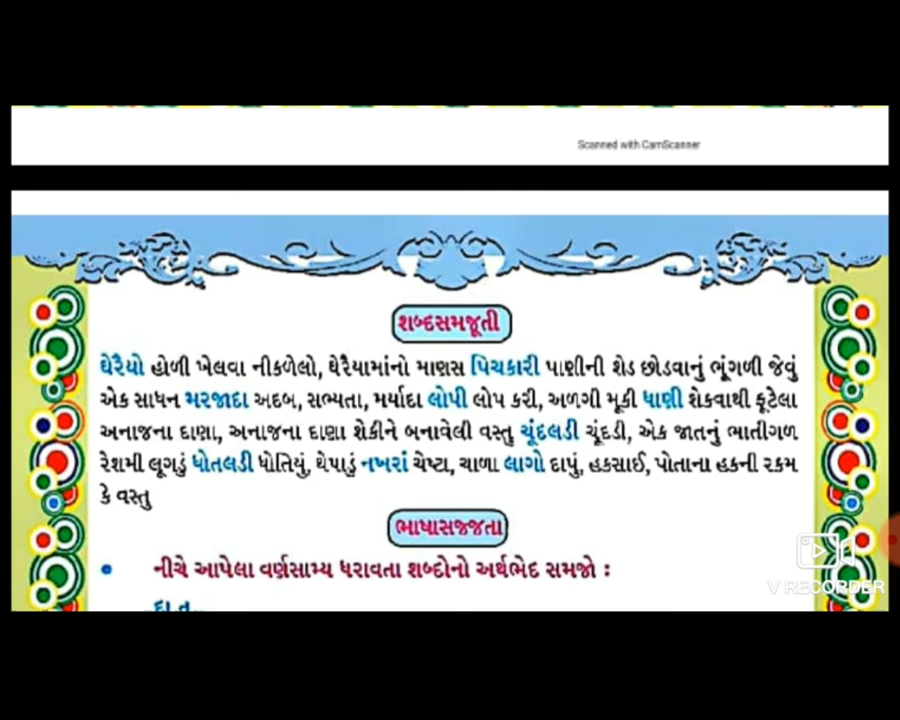 Scanned with CamScanner
શબ્દસમજૂતી
ઘેરૈયો હોળી ખેલવા નીકળેલો, ઘેરૈયામાંનો માણસ પિચકારી પાણીની શેડ છોડવાનું ભૂંગળી જેવું
એક સાધન મરજાદા અદબ, સભ્યતા, મર્યાદા લોપી લોપ કરી, અળગી મૂકી ધાણી શેકવાથી ફૂટેલા
અનાજના દાણા, અનાજના દાણા શેકીને બનાવેલી વસ્તુ ચૂંદલડી ચૂંદડી, એક જાતનું ભાતીગળ
રેશમી લૂગડું ધોતલડી ધોતિયું, થેપાડું નખરાં ચેષ્ટા, ચાળા લાગો દાપું, હકસાઈ, પોતાના હકની રકમ
કે વસ્તુ
ભાષાસજ્જતા
• નીચે આપેલા વર્ણસામ્ય ધરાવતા શબ્દોનો અર્થભેદ સમજો :
V RECORDER